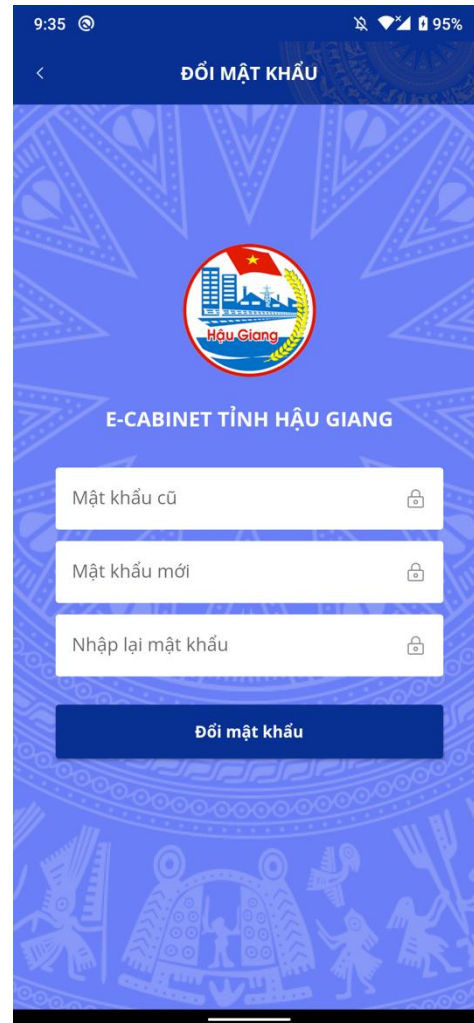 9:35
95%
ĐỔI MẬT KHẨU
Hậu Giang
E-CABINET TỈNH HẬU GIANG
Mật khẩu cũ
Mật khẩu mới
Nhập lại mật khẩu
Đổi mật khẩu